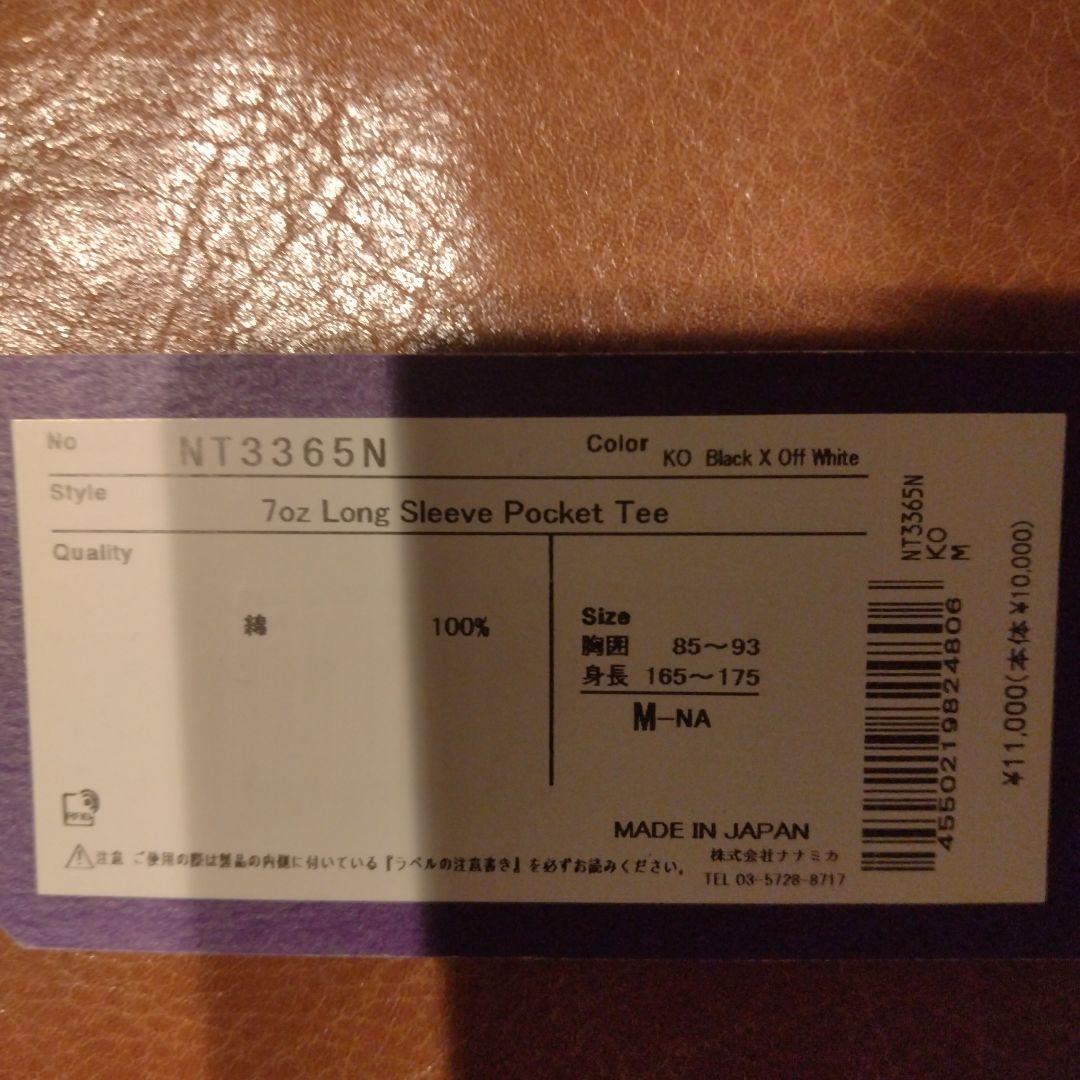 No NT3365N Color KO Black X Off White
Style 7oz Long Sleeve Pocket Tee
Quality
綿 100%
Size
胸囲 85～93
身長 165～175
M-NA
MADE IN JAPAN
株式会社ナナミカ
TEL 03-5728-8717
RFID
注意 ご使用の際は製品の内側に付いている『ラベルの注意書き』を必ずお読みください。
NT3365N
KO
M
4550219824806
¥11,000(本体¥10,000)